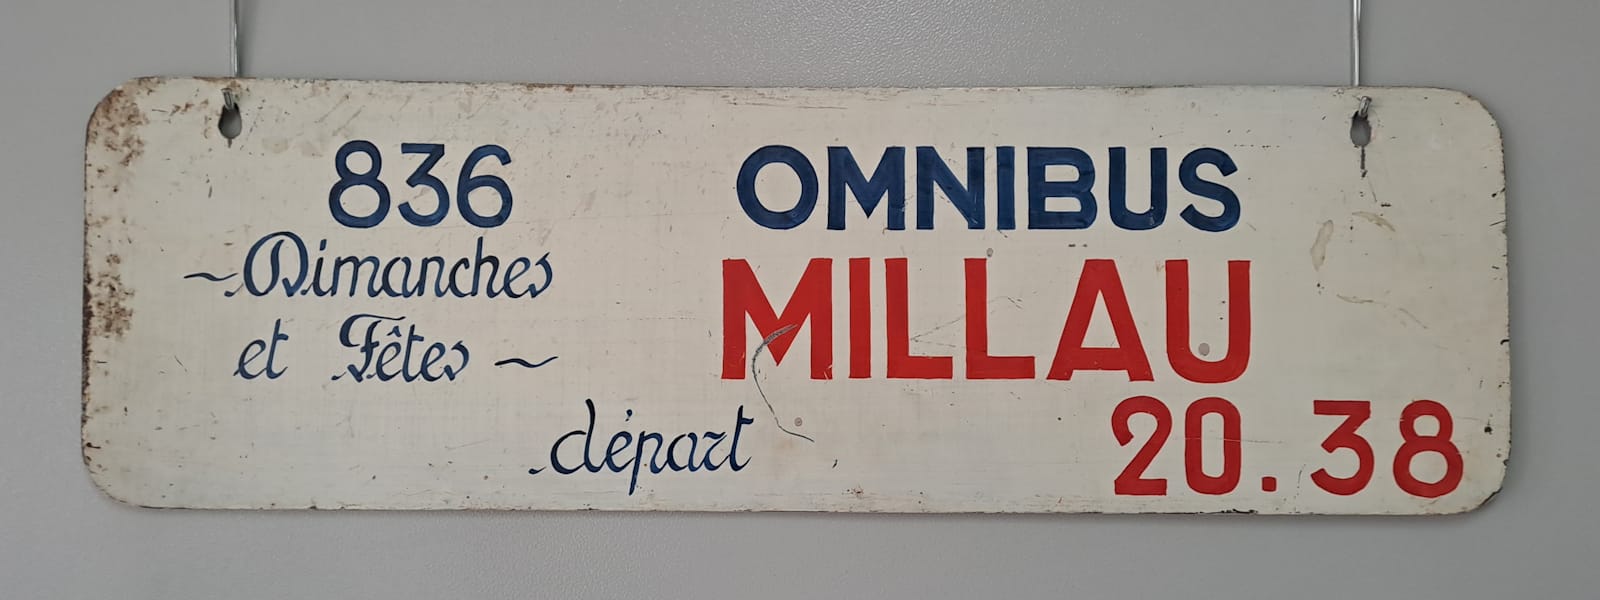 836 OMNIBUS
~Dimanches
et Fêtes~
MILLAU
départ 20.38